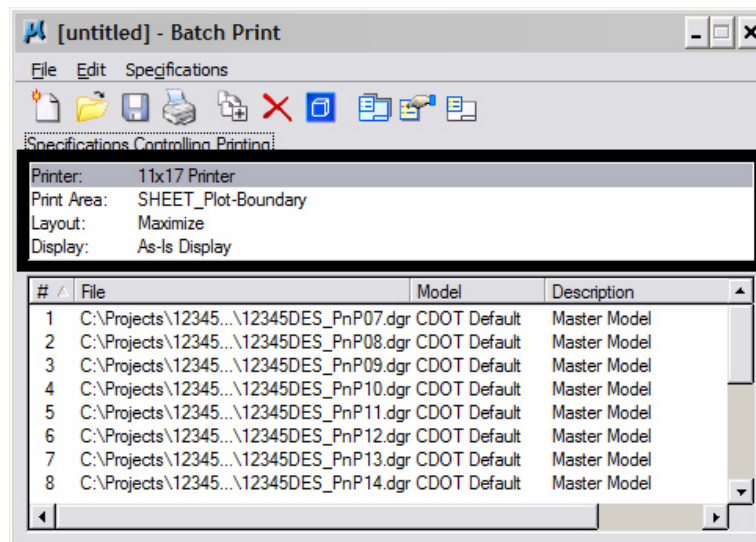 [untitled] - Batch Print
File Edit Specifications
Specifications Controlling Printing
Printer: 11x17 Printer
Print Area: SHEET_Plot-Boundary
Layout: Maximize
Display: As-Is Display
# File Model Description
1 C:\Projects\12345...\12345DES_PnP07.dgr CDOT Default Master Model
2 C:\Projects\12345...\12345DES_PnP08.dgr CDOT Default Master Model
3 C:\Projects\12345...\12345DES_PnP09.dgr CDOT Default Master Model
4 C:\Projects\12345...\12345DES_PnP10.dgr CDOT Default Master Model
5 C:\Projects\12345...\12345DES_PnP11.dgr CDOT Default Master Model
6 C:\Projects\12345...\12345DES_PnP12.dgr CDOT Default Master Model
7 C:\Projects\12345...\12345DES_PnP13.dgr CDOT Default Master Model
8 C:\Projects\12345...\12345DES_PnP14.dgr CDOT Default Master Model